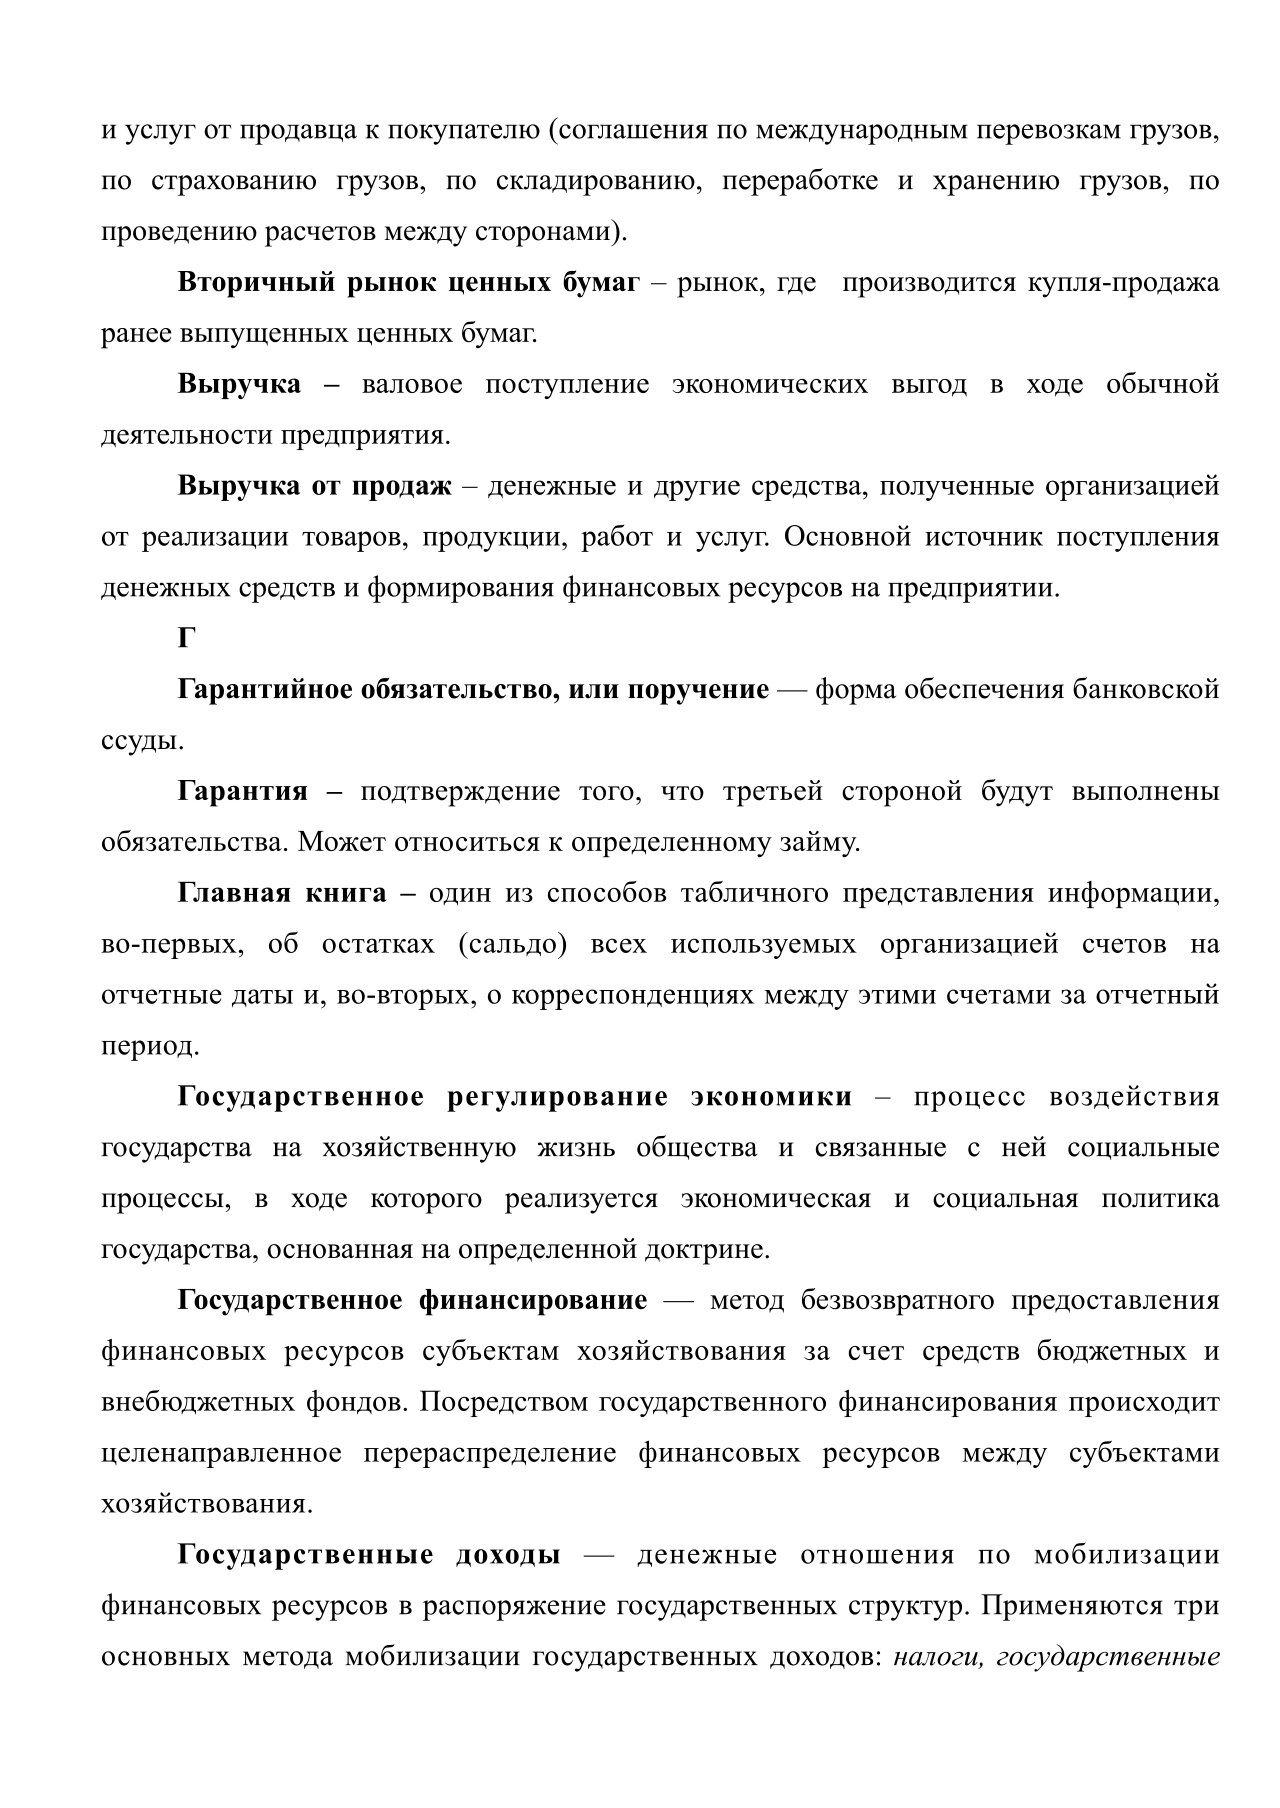 и услуг от продавца к покупателю (соглашения по международным перевозкам грузов,
по страхованию грузов, по складированию, переработке и хранению грузов, по
проведению расчетов между сторонами).
Вторичный рынок ценных бумаг – рынок, где производится купля-продажа
ранее выпущенных ценных бумаг.
Выручка – валовое поступление экономических выгод в ходе обычной
деятельности предприятия.
Выручка от продаж – денежные и другие средства, полученные организацией
от реализации товаров, продукции, работ и услуг. Основной источник поступления
денежных средств и формирования финансовых ресурсов на предприятии.
Г
Гарантийное обязательство, или поручение — форма обеспечения банковской
ссуды.
Гарантия – подтверждение того, что третьей стороной будут выполнены
обязательства. Может относиться к определенному займу.
Главная книга – один из способов табличного представления информации,
во-первых, об остатках (сальдо) всех используемых организацией счетов на
отчетные даты и, во-вторых, о корреспонденциях между этими счетами за отчетный
период.
Государственное регулирование экономики – процесс воздействия
государства на хозяйственную жизнь общества и связанные с ней социальные
процессы, в ходе которого реализуется экономическая и социальная политика
государства, основанная на определенной доктрине.
Государственное финансирование — метод безвозвратного предоставления
финансовых ресурсов субъектам хозяйствования за счет средств бюджетных и
внебюджетных фондов. Посредством государственного финансирования происходит
целенаправленное перераспределение финансовых ресурсов между субъектами
хозяйствования.
Государственные доходы — денежные отношения по мобилизации
финансовых ресурсов в распоряжение государственных структур. Применяются три
основных метода мобилизации государственных доходов: налоги, государственные